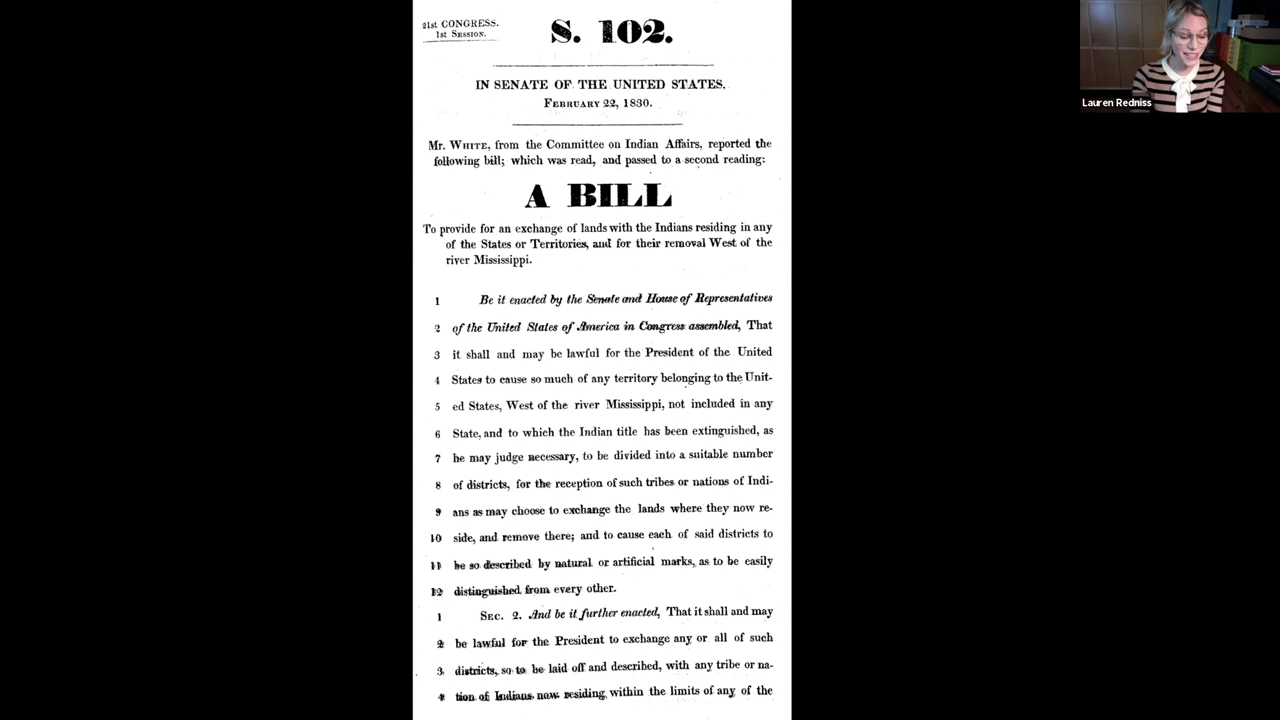 21st CONGRESS.
1st SESSION.
S. 102.
IN SENATE OF THE UNITED STATES.
FEBRUARY 22, 1830.
Mr. WHITE, from the Committee on Indian Affairs, reported the
following bill; which was read, and passed to a second reading:
A BILL
To provide for an exchange of lands with the Indians residing in any
of the States or Territories, and for their removal West of the
river Mississippi.
1 Be it enacted by the Senate and House of Representatives
2 of the United States of America in Congress assembled, That
3 it shall and may be lawful for the President of the United
4 States to cause so much of any territory belonging to the Unit-
5 ed States, West of the river Mississippi, not included in any
6 State, and to which the Indian title has been extinguished, as
7 he may judge necessary, to be divided into a suitable number
8 of districts, for the reception of such tribes or nations of Indi-
9 ans as may choose to exchange the lands where they now re-
10 side, and remove there; and to cause each of said districts to
11 be so described by natural or artificial marks, as to be easily
12 distinguished from every other.
1 SEC. 2. And be it further enacted, That it shall and may
2 be lawful for the President to exchange any or all of such
3 districts, so to be laid off and described, with any tribe or na-
4 tion of Indians now residing within the limits of any of the
Lauren Redniss